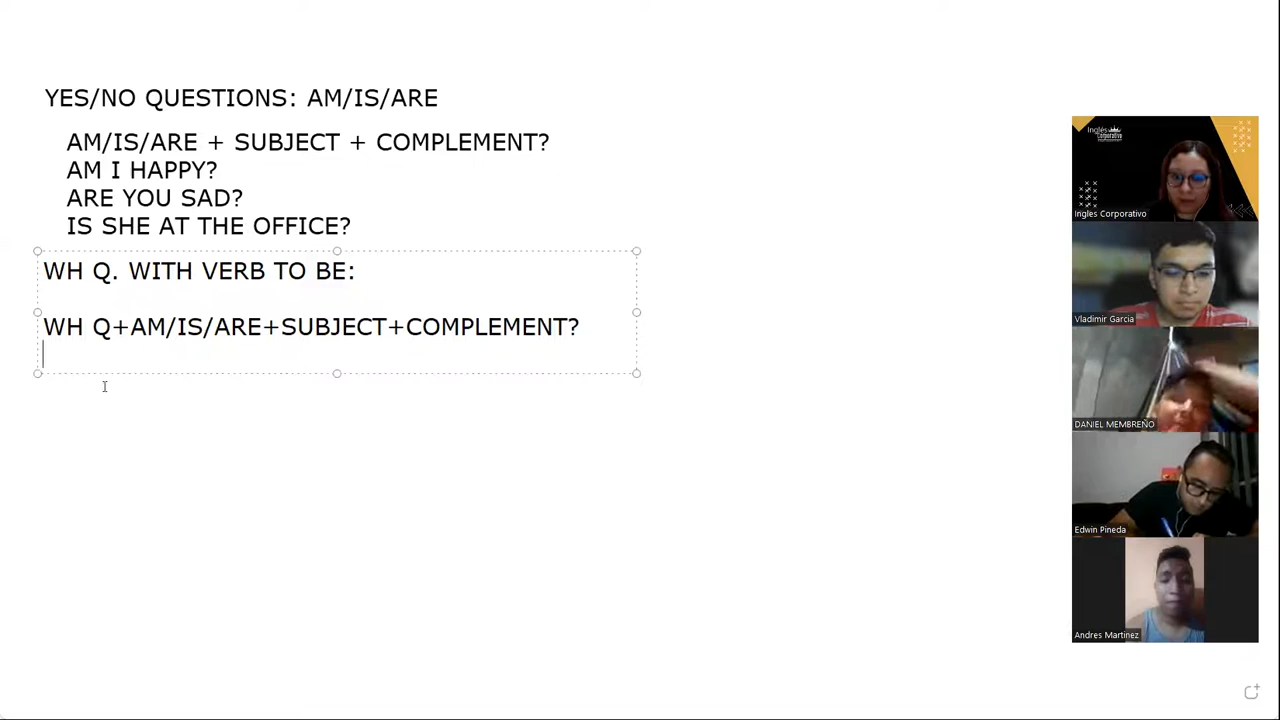 YES/NO QUESTIONS: AM/IS/ARE
AM/IS/ARE + SUBJECT + COMPLEMENT?
AM I HAPPY?
ARE YOU SAD?
IS SHE AT THE OFFICE?
WH Q. WITH VERB TO BE:
WH Q+AM/IS/ARE+SUBJECT+COMPLEMENT?
Inglés
Corporativo
Ingles Corporativo
Vladimir Garcia
DANIEL MEMBREÑO
Edwin Pineda
Andres Martinez